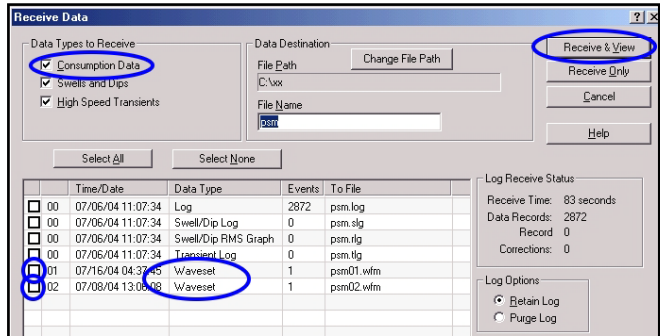 Receive Data
Data Types to Receive
Consumption Data
Swells and Dips
High Speed Transients
Data Destination
File Path
Change File Path
C:\xx
File Name
psm
Receive & View
Receive Only
Cancel
Help
Select All
Select None
Time/Date Data Type Events To File
00 07/06/04 11:07:34 Log 2872 psm.log
00 07/06/04 11:07:34 Swell/Dip Log 0 psm.slg
00 07/06/04 11:07:34 Swell/Dip RMS Graph 0 psm.rlg
00 07/06/04 11:07:34 Transient Log 0 psm.tlg
01 07/16/04 04:37:45 Waveset 1 psm01.wfm
02 07/08/04 13:06:08 Waveset 1 psm02.wfm
Log Receive Status
Receive Time: 83 seconds
Data Records: 2872
Record 0
Corrections: 0
Log Options
Retain Log
Purge Log